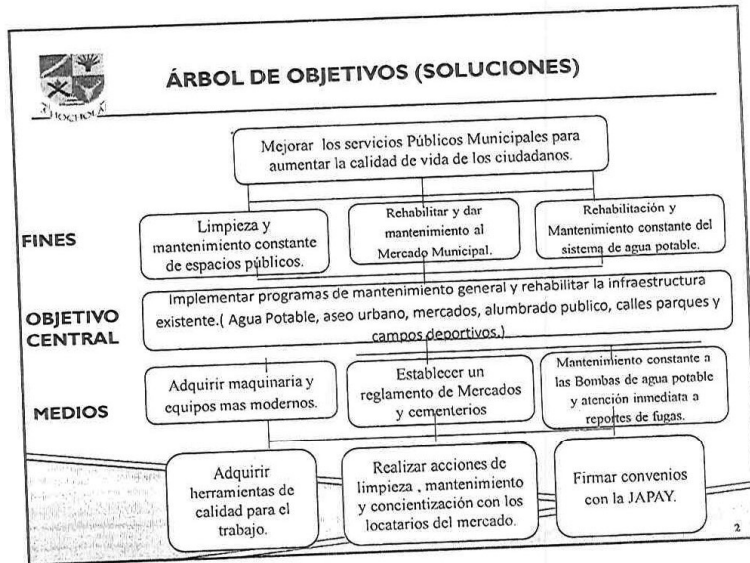 ÁRBOL DE OBJETIVOS (SOLUCIONES)
Mejorar los servicios Públicos Municipales para
aumentar la calidad de vida de los ciudadanos.
FINES
Limpieza y
mantenimiento constante
de espacios públicos.
Rehabilitar y dar
mantenimiento al
Mercado Municipal.
Rehabilitación y
Mantenimiento constante del
sistema de agua potable.
OBJETIVO
CENTRAL
Implementar programas de mantenimiento general y rehabilitar la infraestructura
existente.( Agua Potable, aseo urbano, mercados, alumbrado publico, calles parques y
campos deportivos.)
MEDIOS
Adquirir maquinaria y
equipos mas modernos.
Establecer un
reglamento de Mercados
y cementerios
Mantenimiento constante a
las Bombas de agua potable
y atención inmediata a
reportes de fugas.
Adquirir
herramientas de
calidad para el
trabajo.
Realizar acciones de
limpieza , mantenimiento
y concientización con los
locatarios del mercado.
Firmar convenios
con la JAPAY.
2